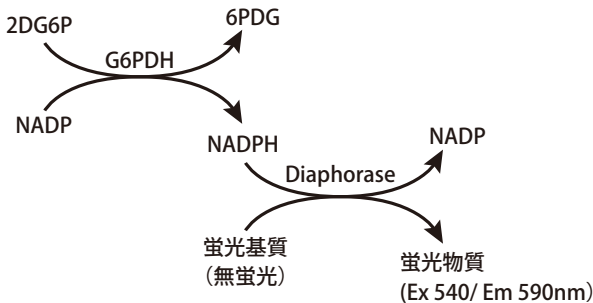 2DG6P
6PDG
G6PDH
NADP
NADPH
NADP
Diaphorase
蛍光基質
（無蛍光）
蛍光物質
(Ex 540/ Em 590nm）